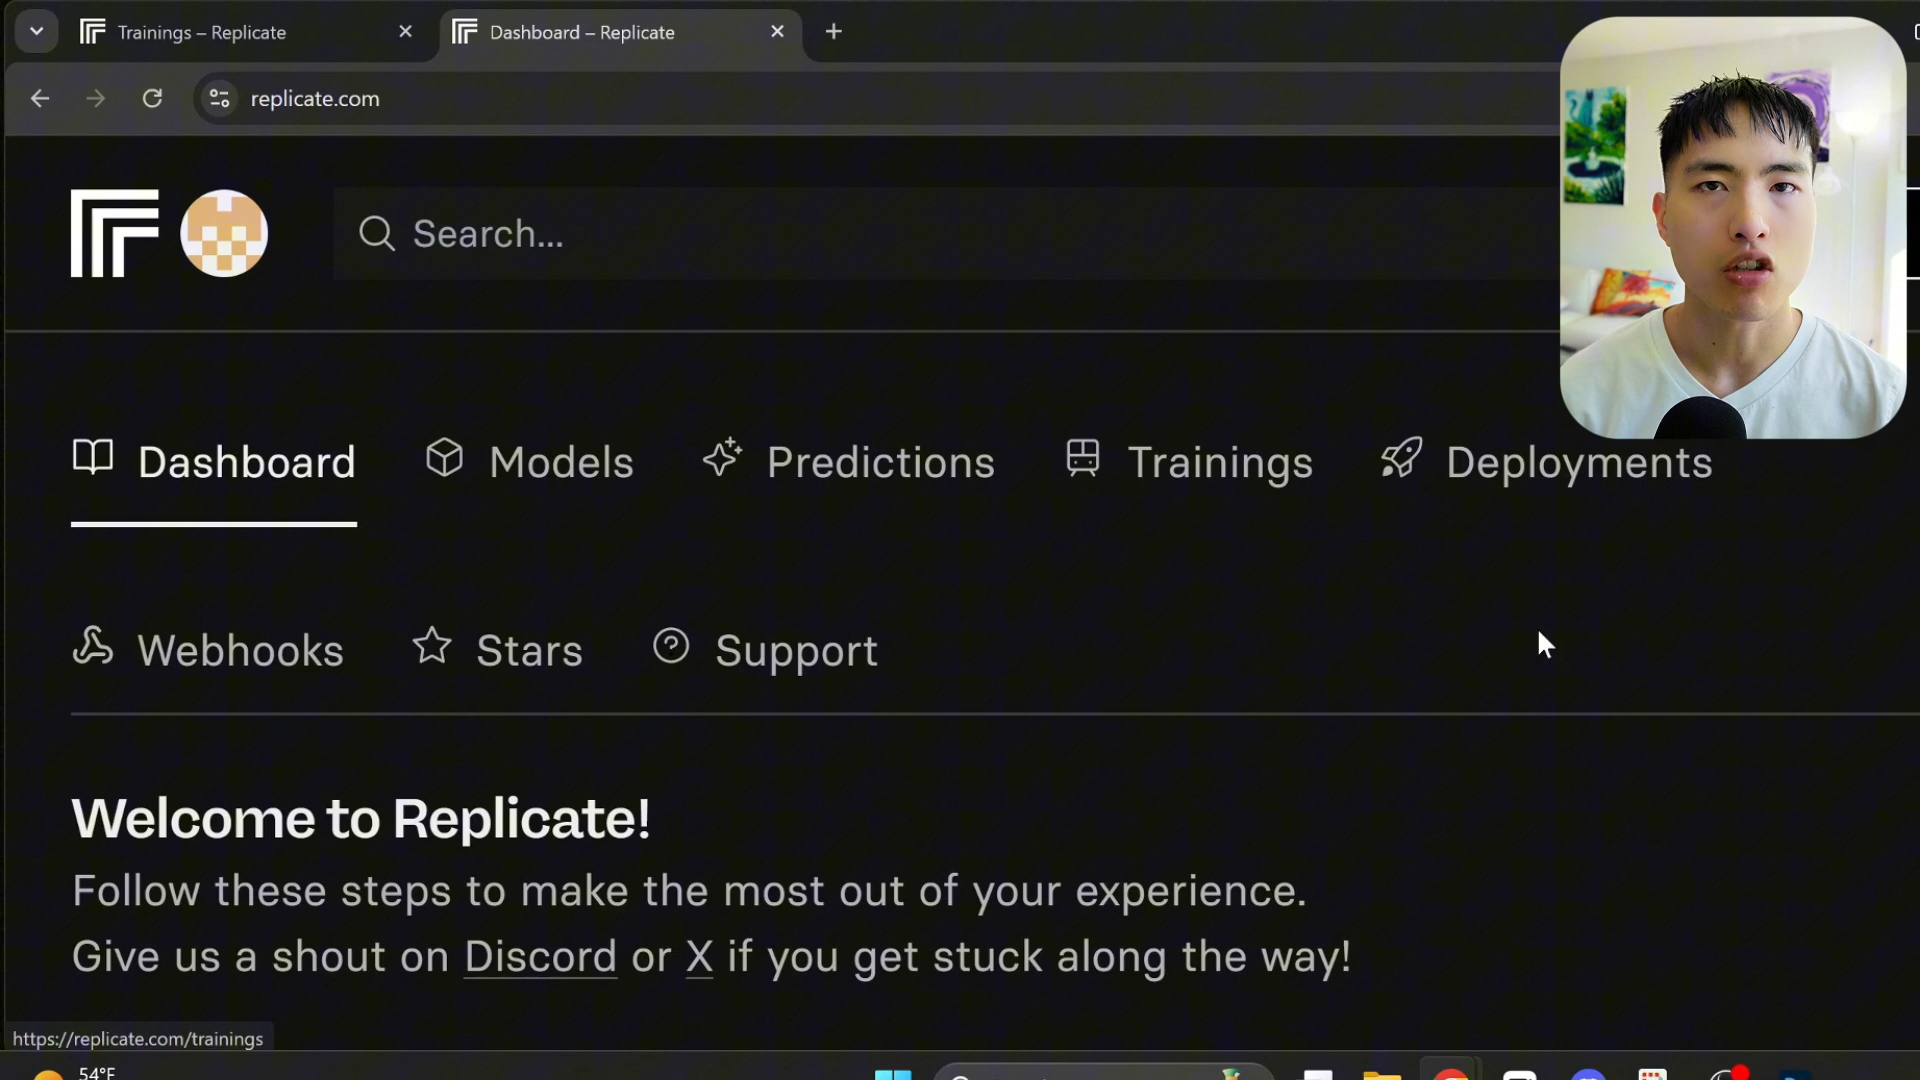 Trainings – Replicate
Dashboard – Replicate
replicate.com
Search...
Dashboard
Models
Predictions
Trainings
Deployments
Webhooks
Stars
Support
Welcome to Replicate!
Follow these steps to make the most out of your experience.
Give us a shout on Discord or X if you get stuck along the way!
https://replicate.com/trainings
54°F